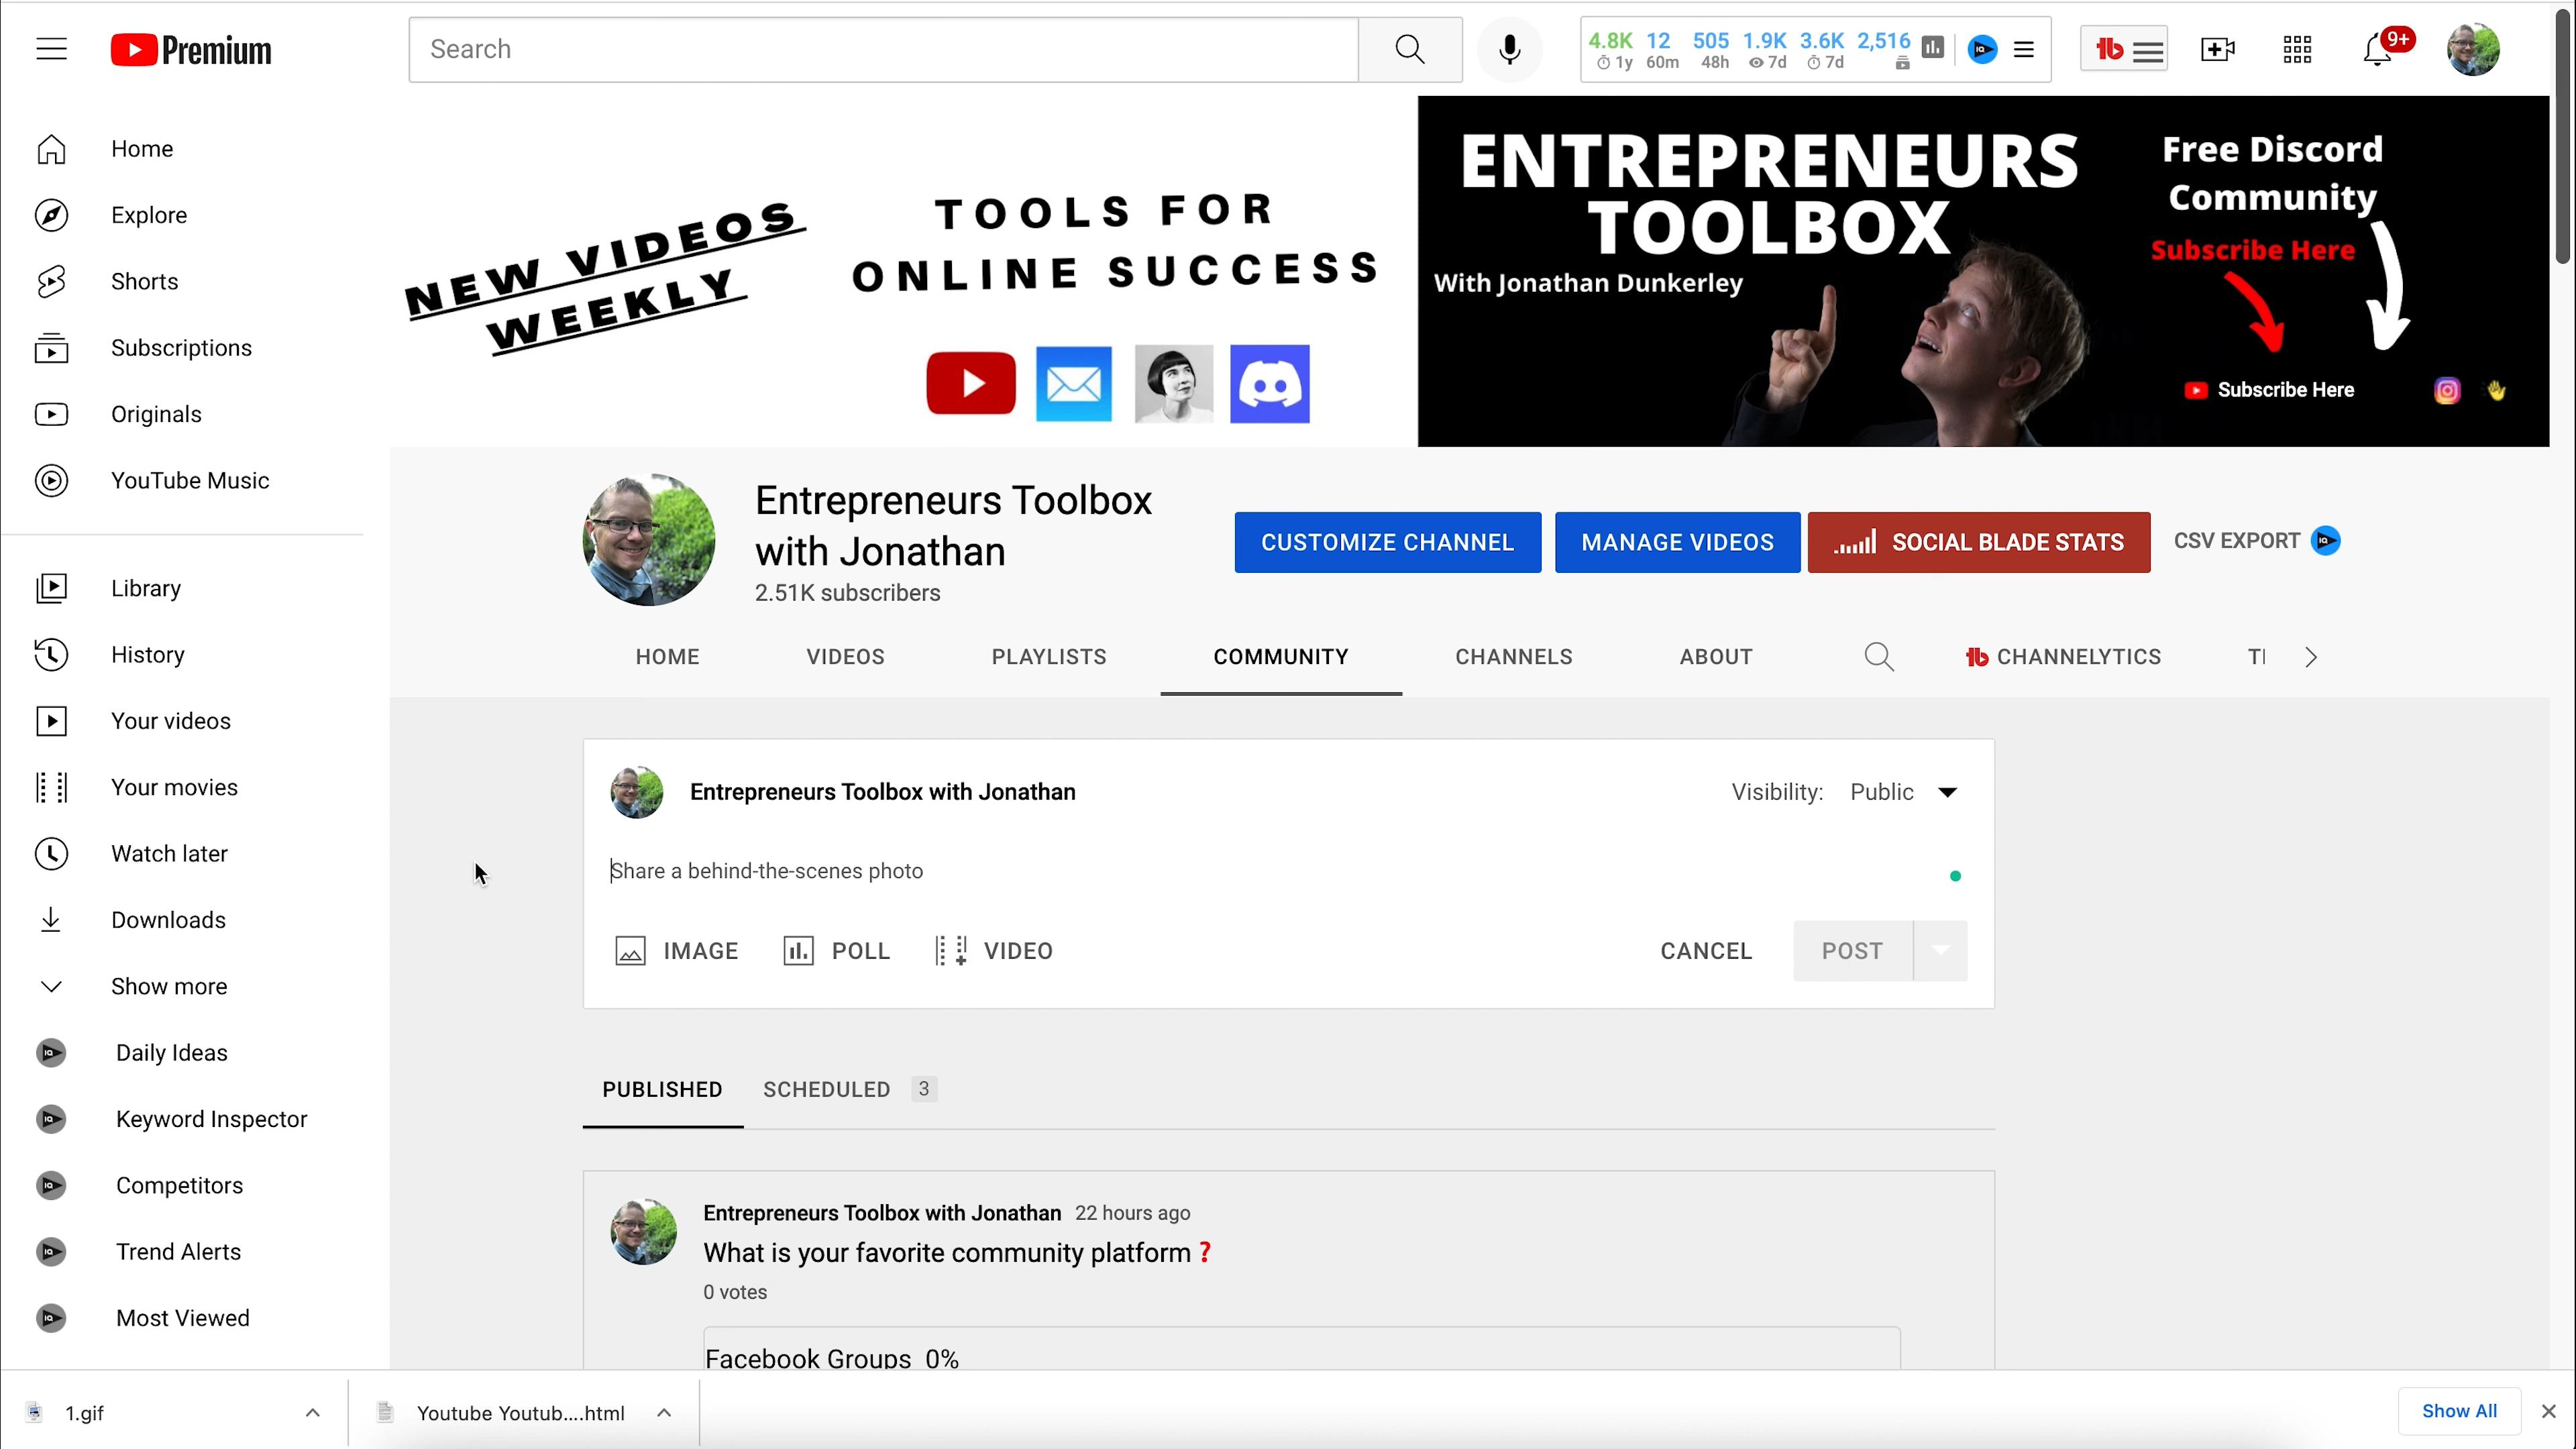 Premium
Search
4.8K 12 505 1.9K 3.6K 2,516
1y 60m 48h 7d 7d
9+
Home
Explore
Shorts
Subscriptions
Originals
YouTube Music
Library
History
Your videos
Your movies
Watch later
Downloads
Show more
Daily Ideas
Keyword Inspector
Competitors
Trend Alerts
Most Viewed
NEW VIDEOS
WEEKLY
TOOLS FOR
ONLINE SUCCESS
ENTREPRENEURS
TOOLBOX
With Jonathan Dunkerley
Free Discord
Community
Subscribe Here
Subscribe Here
Entrepreneurs Toolbox
with Jonathan
2.51K subscribers
CUSTOMIZE CHANNEL
MANAGE VIDEOS
SOCIAL BLADE STATS
CSV EXPORT
HOME VIDEOS PLAYLISTS COMMUNITY CHANNELS ABOUT CHANNELYTICS
Entrepreneurs Toolbox with Jonathan
Visibility: Public
Share a behind-the-scenes photo
IMAGE POLL VIDEO CANCEL POST
PUBLISHED SCHEDULED 3
Entrepreneurs Toolbox with Jonathan 22 hours ago
What is your favorite community platform ❓
0 votes
Facebook Groups 0%
1.gif
Youtube Youtub....html
Show All